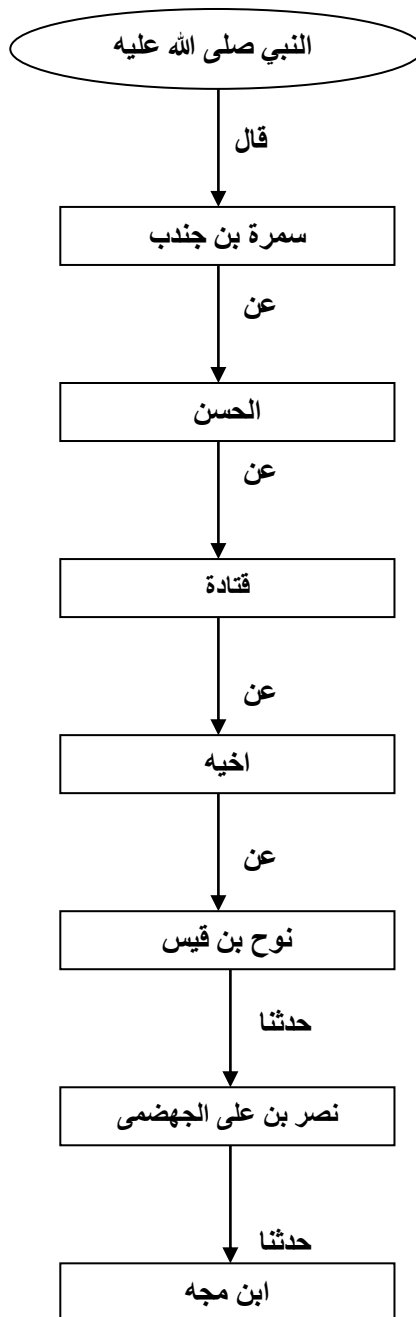 النبي صلى الله عليه
قال
سمرة بن جندب
عن
الحسن
عن
قتادة
عن
اخيه
عن
نوح بن قيس
حدثنا
نصر بن على الجهضمى
حدثنا
ابن مجه